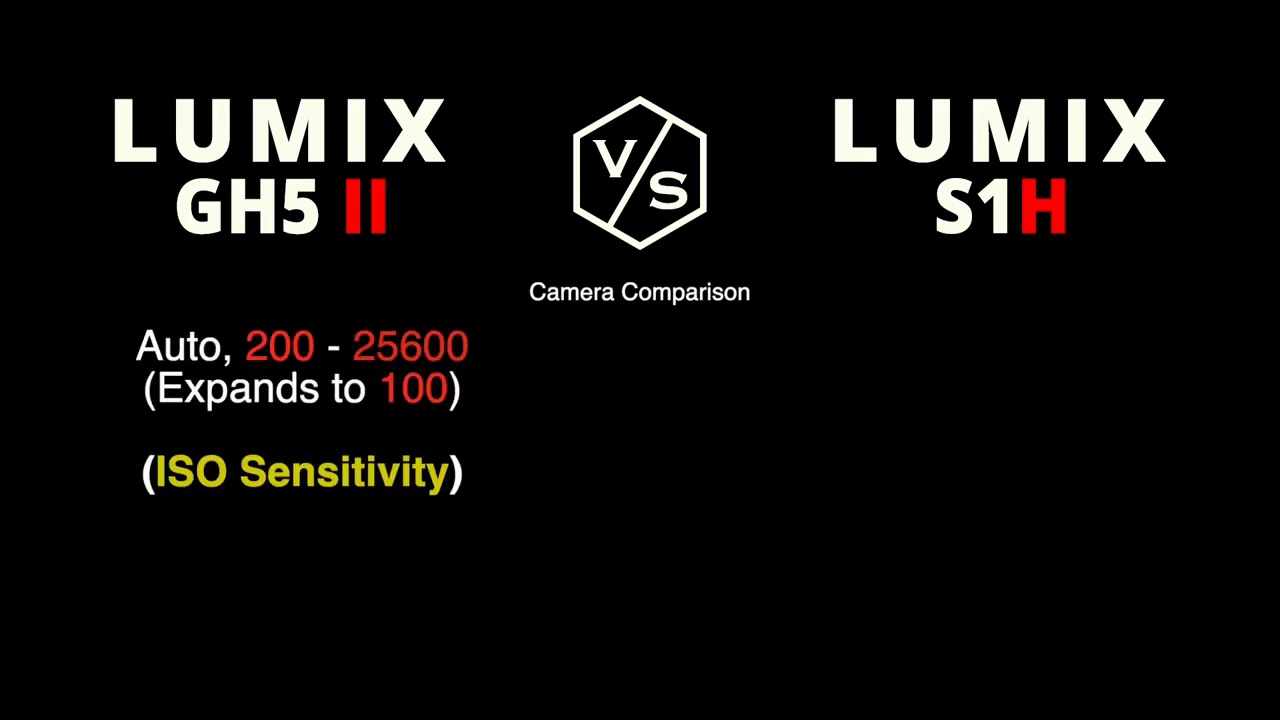 LUMIX
GH5 II
V/S
LUMIX
S1H
Camera Comparison
Auto, 200 - 25600
(Expands to 100)
(ISO Sensitivity)